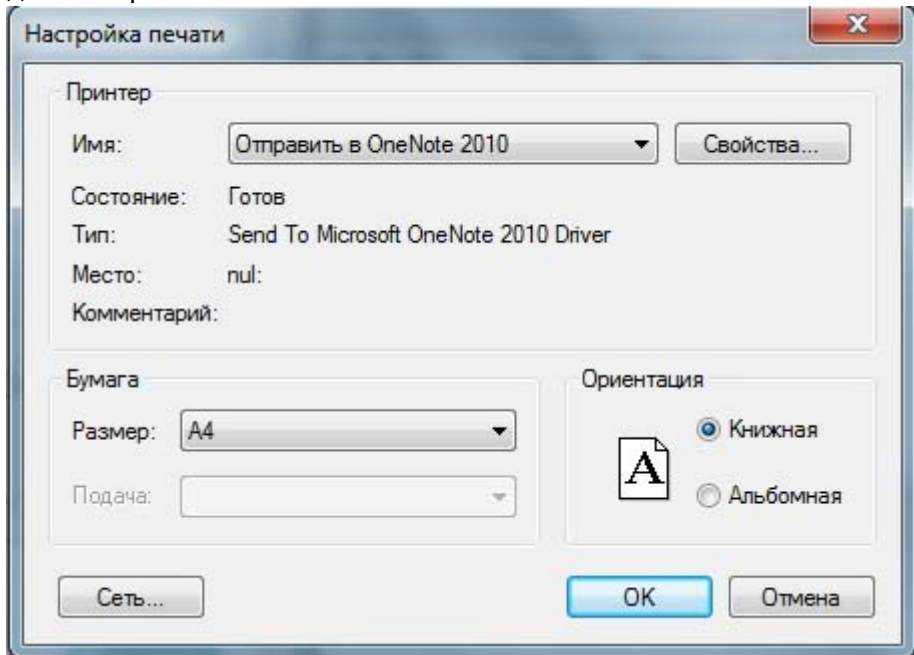 Настройка печати
Принтер
Имя: Отправить в OneNote 2010 Свойства...
Состояние: Готов
Тип: Send To Microsoft OneNote 2010 Driver
Место: nul:
Комментарий:
Бумага
Размер: A4
Подача:
Ориентация
A
Книжная
Альбомная
Сеть...
OK
Отмена